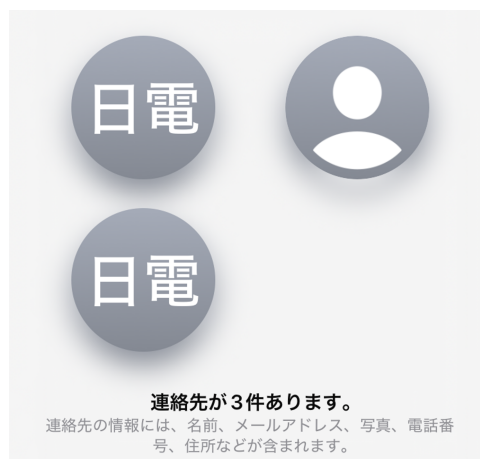 日電
日電
連絡先が3件あります。
連絡先の情報には、名前、メールアドレス、写真、電話番
号、住所などが含まれます。